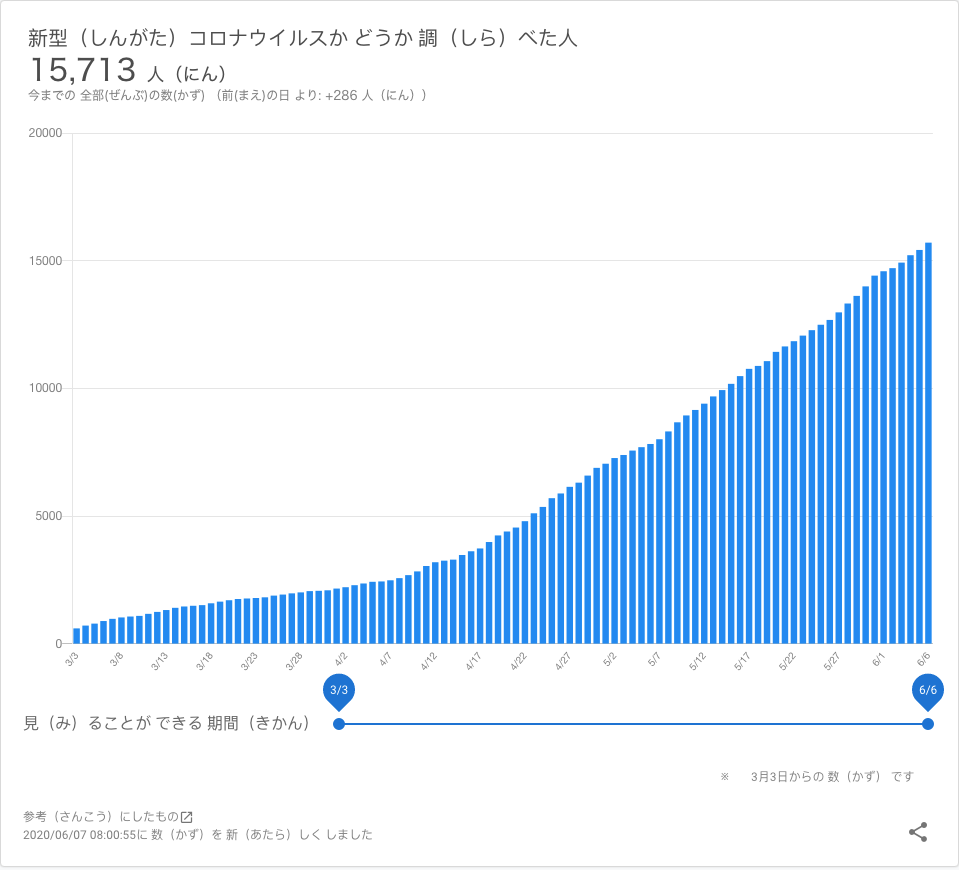 新型（しんがた）コロナウイルスか どうか 調（しら）べた人
15,713 人（にん）
今までの 全部(ぜんぶ)の数(かず) （前(まえ)の日 より: +286 人（にん））
20000
15000
10000
5000
0
3/3 3/8 3/13 3/18 3/23 3/28 4/2 4/7 4/12 4/17 4/22 4/27 5/2 5/7 5/12 5/17 5/22 5/27 6/1 6/6
3/3 6/6
見（み）ることが できる 期間（きかん）
※ 3月3日からの 数（かず） です
参考（さんこう）にしたもの
2020/06/07 08:00:55に 数（かず）を 新（あたら）しく しました